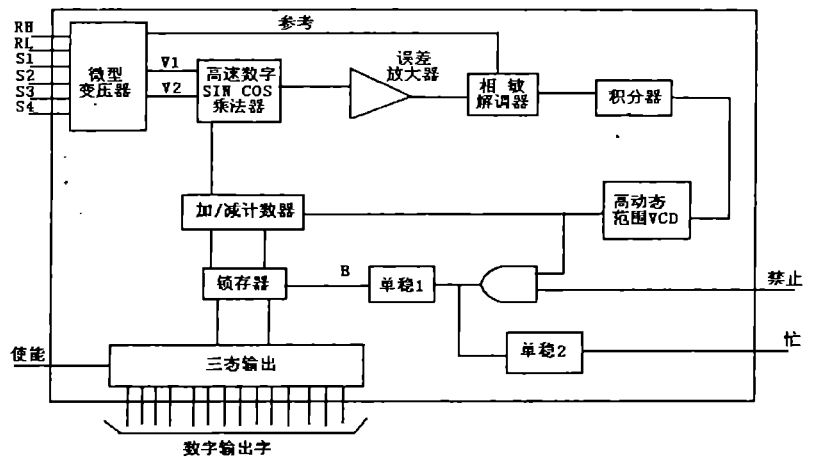 参考
RH
RL
S1
S2
S3
S4
微型
变压器
V1
V2
高速数字
SIN COS
乘法器
误差
放大器
相敏
解调器
积分器
加/减计数器
高动态
范围VCD
锁存器
B
单稳1
禁止
单稳2
忙
使能
三态输出
数字输出字